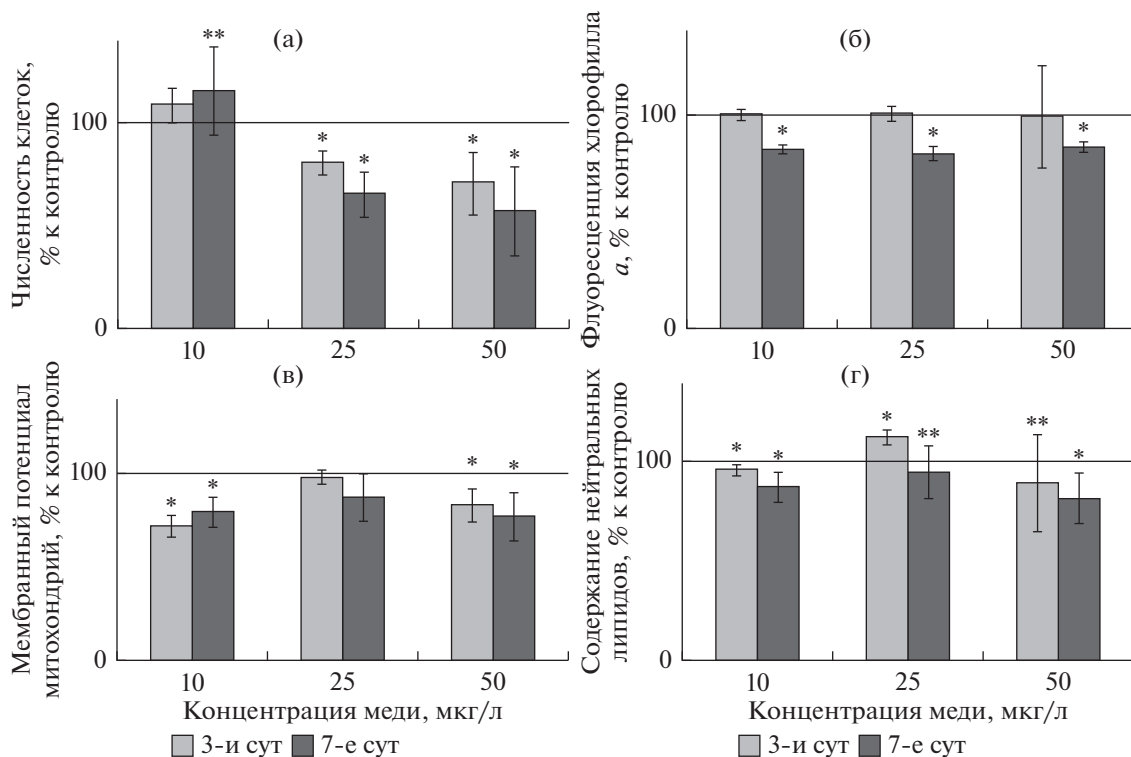 (а)
Численность клеток,
% к контролю
100
0
**
*
*
*
*
10
25
50
(б)
Флуоресценция хлорофилла
a, % к контролю
100
0
*
*
*
10
25
50
(в)
Мембранный потенциал
митохондрий, % к контролю
100
0
*
*
*
*
10
25
50
Концентрация меди, мкг/л
3-и сут
7-е сут
(г)
Содержание нейтральных
липидов, % к контролю
100
0
*
*
*
**
**
*
10
25
50
Концентрация меди, мкг/л
3-и сут
7-е сут